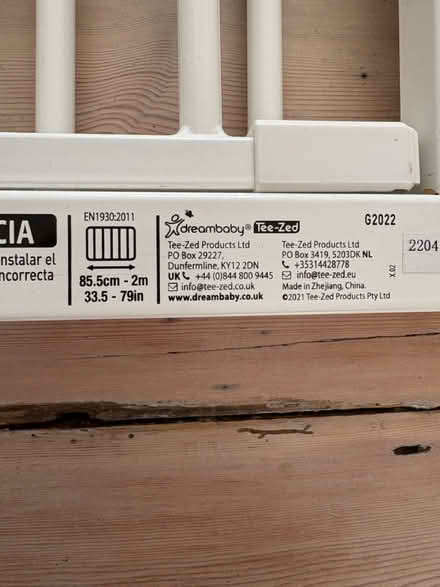 CIA
nstalar el
ncorrecta
EN1930:2011
85.5cm - 2m
33.5 - 79in
dreambaby® Tee-Zed
Tee-Zed Products Ltd
PO Box 29227,
Dunfermline, KY12 2DN
UK +44 (0)844 800 9445
info@tee-zed.co.uk
www.dreambaby.co.uk
Tee-Zed Products Ltd
PO Box 3419, 5203DK NL
+35314428778
info@tee-zed.eu
Made in Zhejiang, China.
©2021 Tee-Zed Products Pty Ltd
G2022
X.02
2204